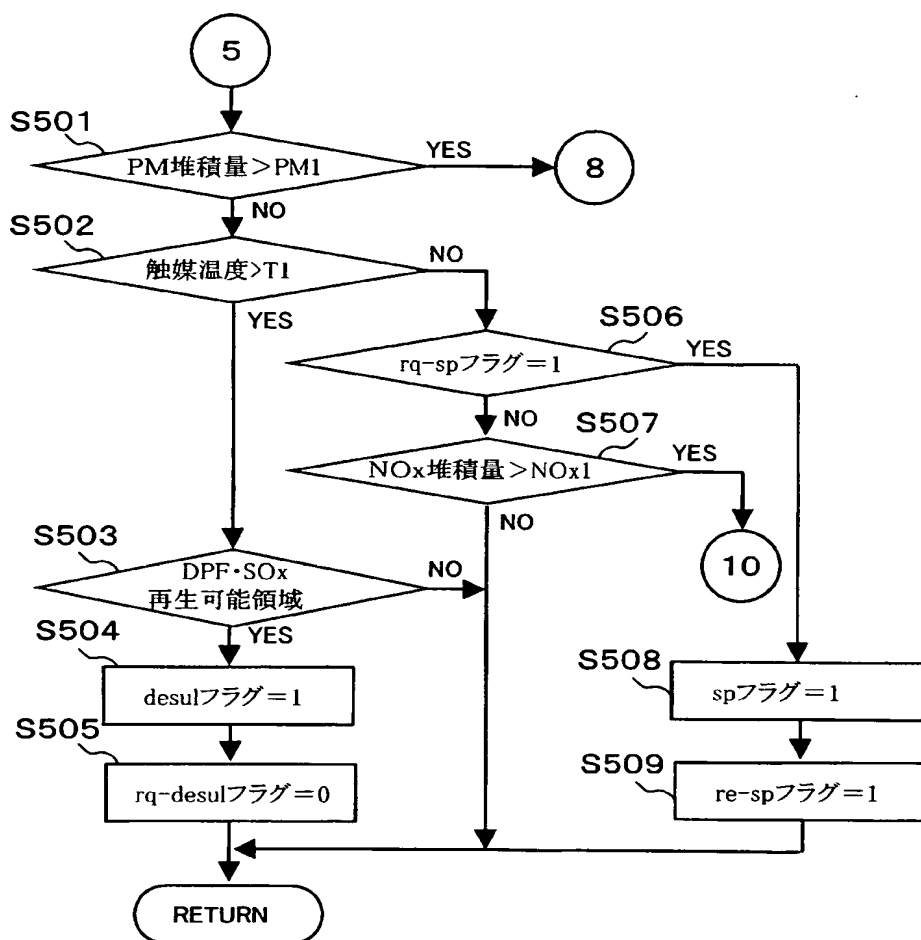 5
S501
PM堆積量>PM1
YES
8
NO
S502
触媒温度>T1
NO
YES
S506
rq-spフラグ=1
YES
NO
S507
NOx堆積量>NOx1
YES
NO
10
S503
DPF・SOx
再生可能領域
NO
YES
S504
desulフラグ=1
S508
spフラグ=1
S505
rq-desulフラグ=0
S509
re-spフラグ=1
RETURN